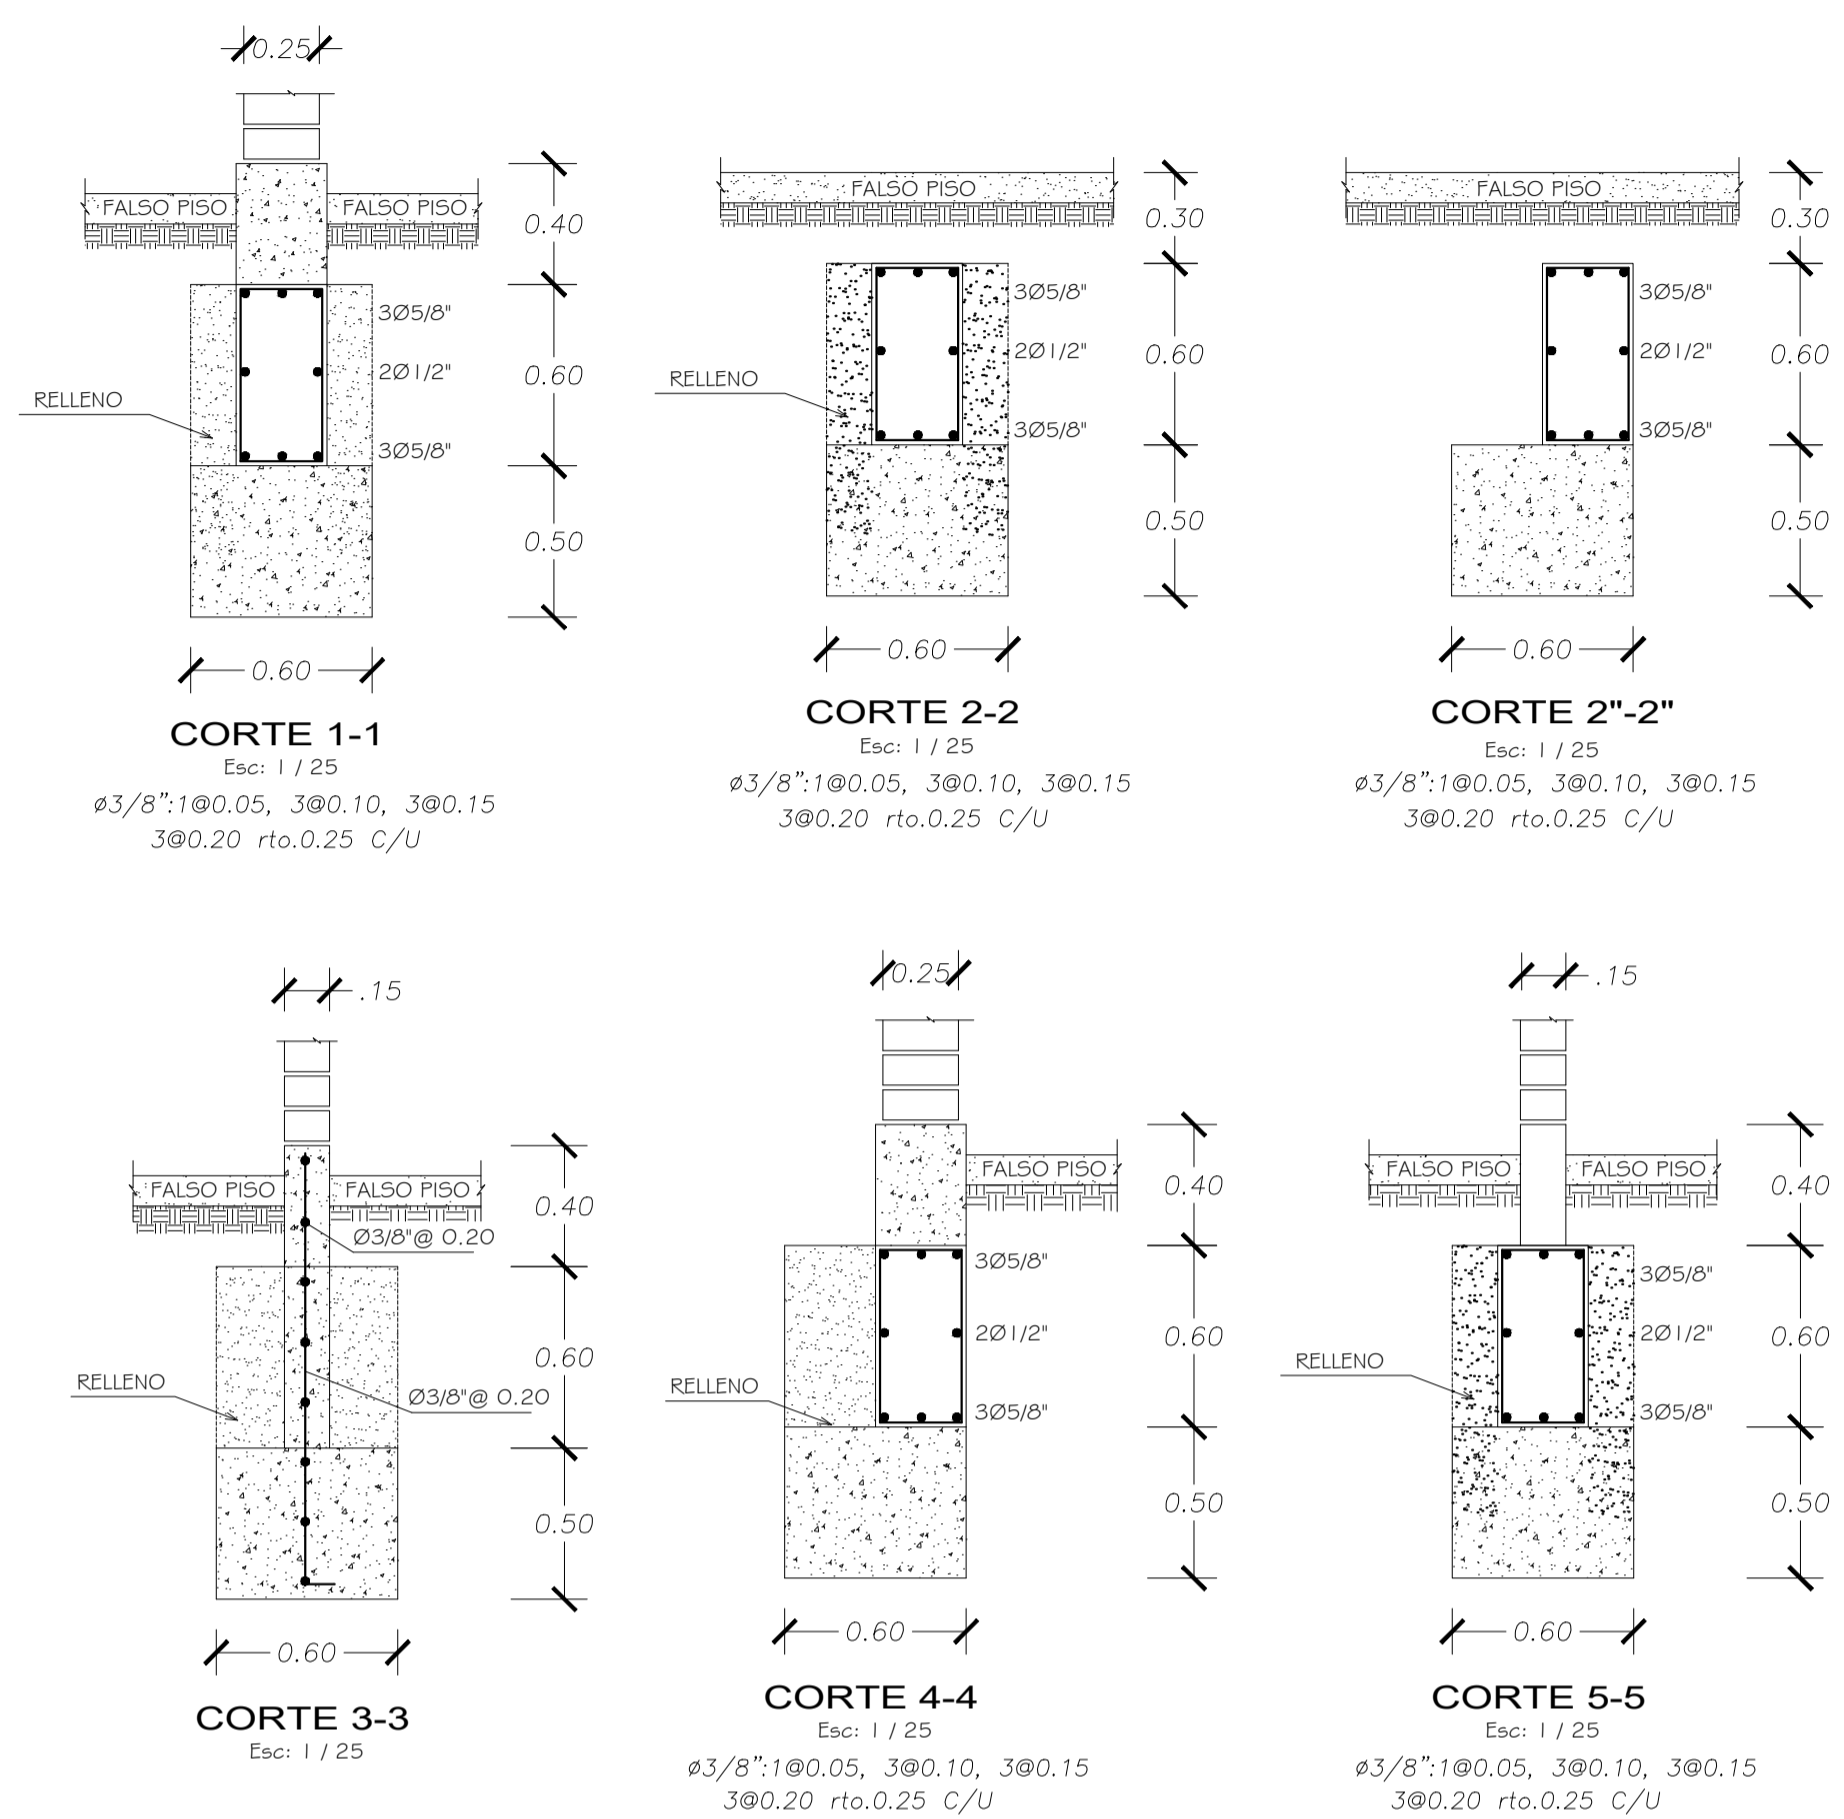 0.25
FALSO PISO
FALSO PISO
0.40
3Ø5/8"
2Ø1/2"
0.60
RELLENO
3Ø5/8"
0.50
0.60
CORTE 1-1
Esc: 1 / 25
ø3/8”:1@0.05, 3@0.10, 3@0.15
3@0.20 rto.0.25 C/U
FALSO PISO
0.30
3Ø5/8"
2Ø1/2"
0.60
RELLENO
3Ø5/8"
0.50
0.60
CORTE 2-2
Esc: 1 / 25
ø3/8”:1@0.05, 3@0.10, 3@0.15
3@0.20 rto.0.25 C/U
FALSO PISO
0.30
3Ø5/8"
2Ø1/2"
0.60
3Ø5/8"
0.50
0.60
CORTE 2"-2"
Esc: 1 / 25
ø3/8”:1@0.05, 3@0.10, 3@0.15
3@0.20 rto.0.25 C/U
.15
FALSO PISO
FALSO PISO
0.40
Ø3/8"@ 0.20
0.60
RELLENO
Ø3/8"@ 0.20
0.50
0.60
CORTE 3-3
Esc: 1 / 25
0.25
FALSO PISO
0.40
3Ø5/8"
2Ø1/2"
0.60
RELLENO
3Ø5/8"
0.50
0.60
CORTE 4-4
Esc: 1 / 25
ø3/8”:1@0.05, 3@0.10, 3@0.15
3@0.20 rto.0.25 C/U
.15
FALSO PISO
FALSO PISO
0.40
3Ø5/8"
2Ø1/2"
0.60
RELLENO
3Ø5/8"
0.50
0.60
CORTE 5-5
Esc: 1 / 25
ø3/8”:1@0.05, 3@0.10, 3@0.15
3@0.20 rto.0.25 C/U